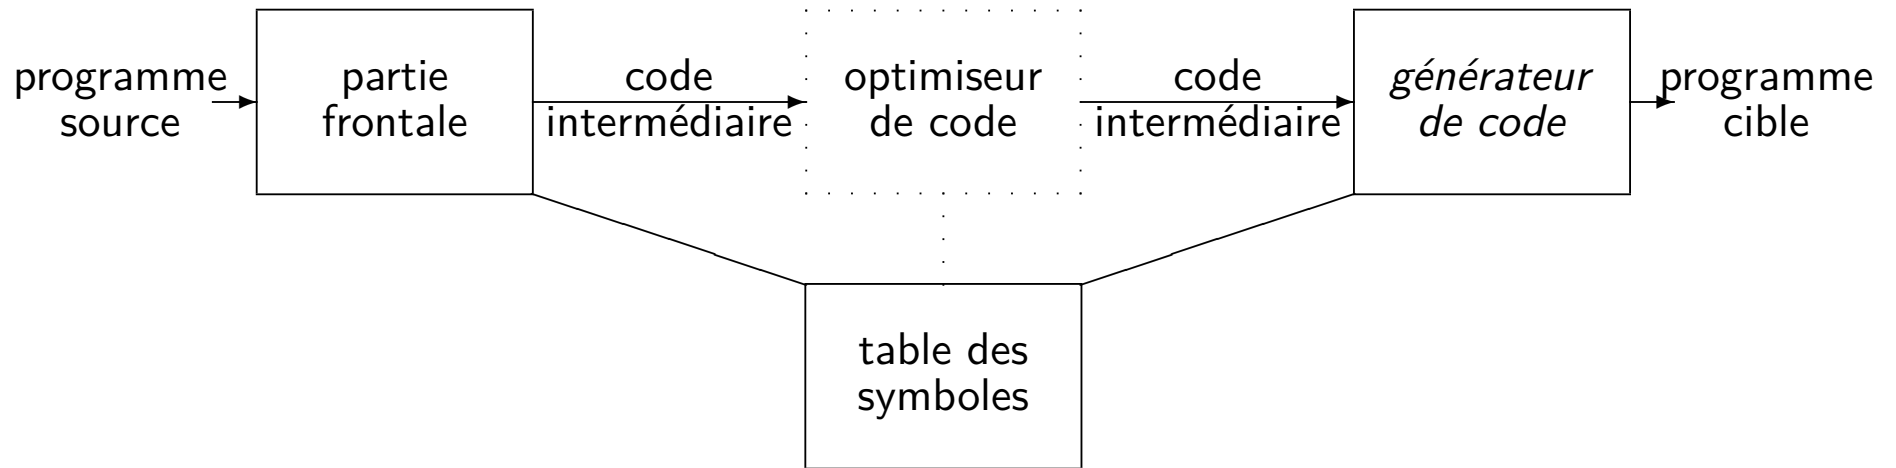 programme
source
partie
frontale
code
intermédiaire
optimiseur
de code
code
intermédiaire
générateur
de code
programme
cible
table des
symboles